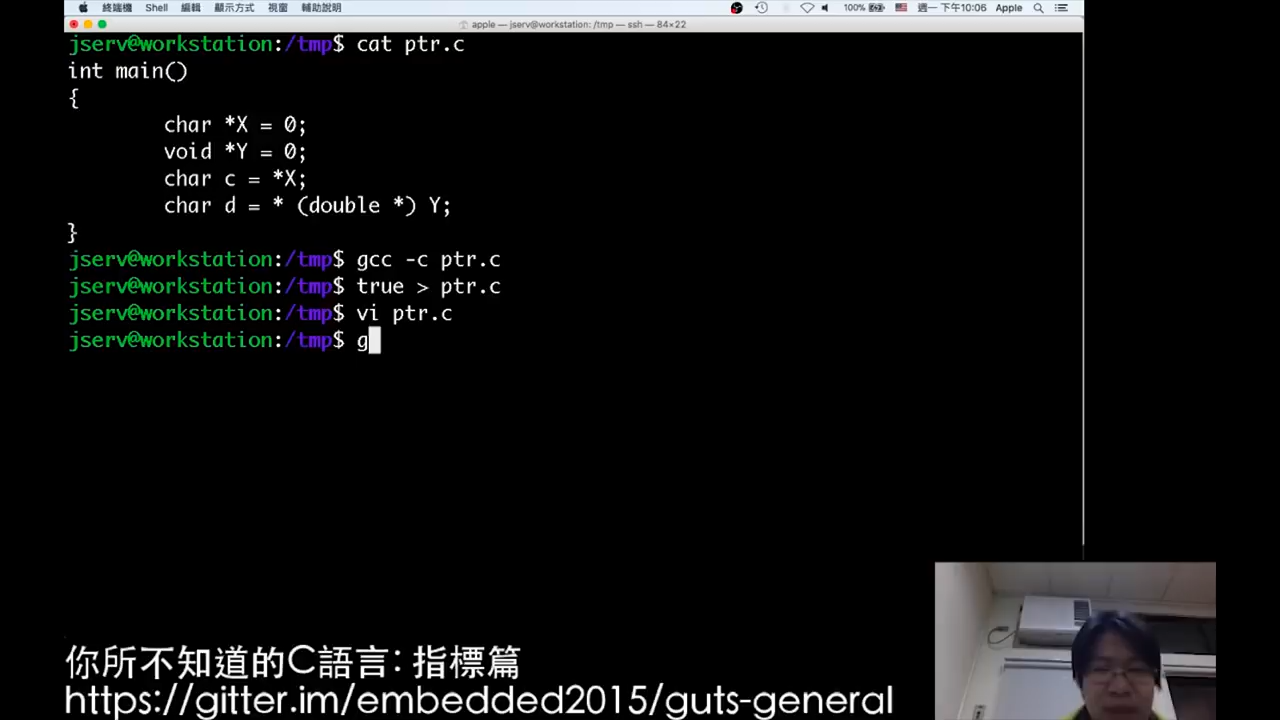 終端機 Shell 編輯 顯示方式 視窗 輔助說明 100% 週一 下午10:06 Apple
apple — jserv@workstation: /tmp — ssh — 84×22
jserv@workstation:/tmp$ cat ptr.c
int main()
{
char *X = 0;
void *Y = 0;
char c = *X;
char d = * (double *) Y;
}
jserv@workstation:/tmp$ gcc -c ptr.c
jserv@workstation:/tmp$ true > ptr.c
jserv@workstation:/tmp$ vi ptr.c
jserv@workstation:/tmp$ g
你所不知道的C語言: 指標篇
https://gitter.im/embedded2015/guts-general